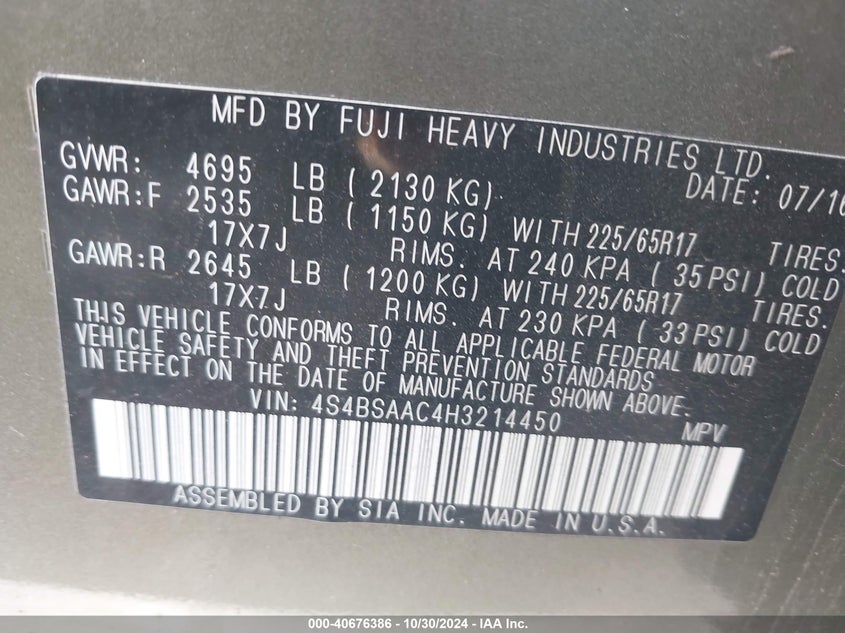 MFD BY FUJI HEAVY INDUSTRIES LTD.
GVWR: 4695 LB ( 2130 KG) DATE: 07/16
GAWR:F 2535 LB ( 1150 KG) WITH 225/65R17 TIRES.
17X7J RIMS. AT 240 KPA ( 35 PSI) COLD
GAWR:R 2645 LB ( 1200 KG) WITH 225/65R17 TIRES.
17X7J RIMS. AT 230 KPA ( 33 PSI) COLD
THIS VEHICLE CONFORMS TO ALL APPLICABLE FEDERAL MOTOR
VEHICLE SAFETY AND THEFT PREVENTION STANDARDS
IN EFFECT ON THE DATE OF MANUFACTURE SHOWN ABOVE.
VIN: 4S4BSAAC4H3214450 MPV
ASSEMBLED BY SIA INC. MADE IN U.S.A.
000-40676386 - 10/30/2024 - IAA Inc.